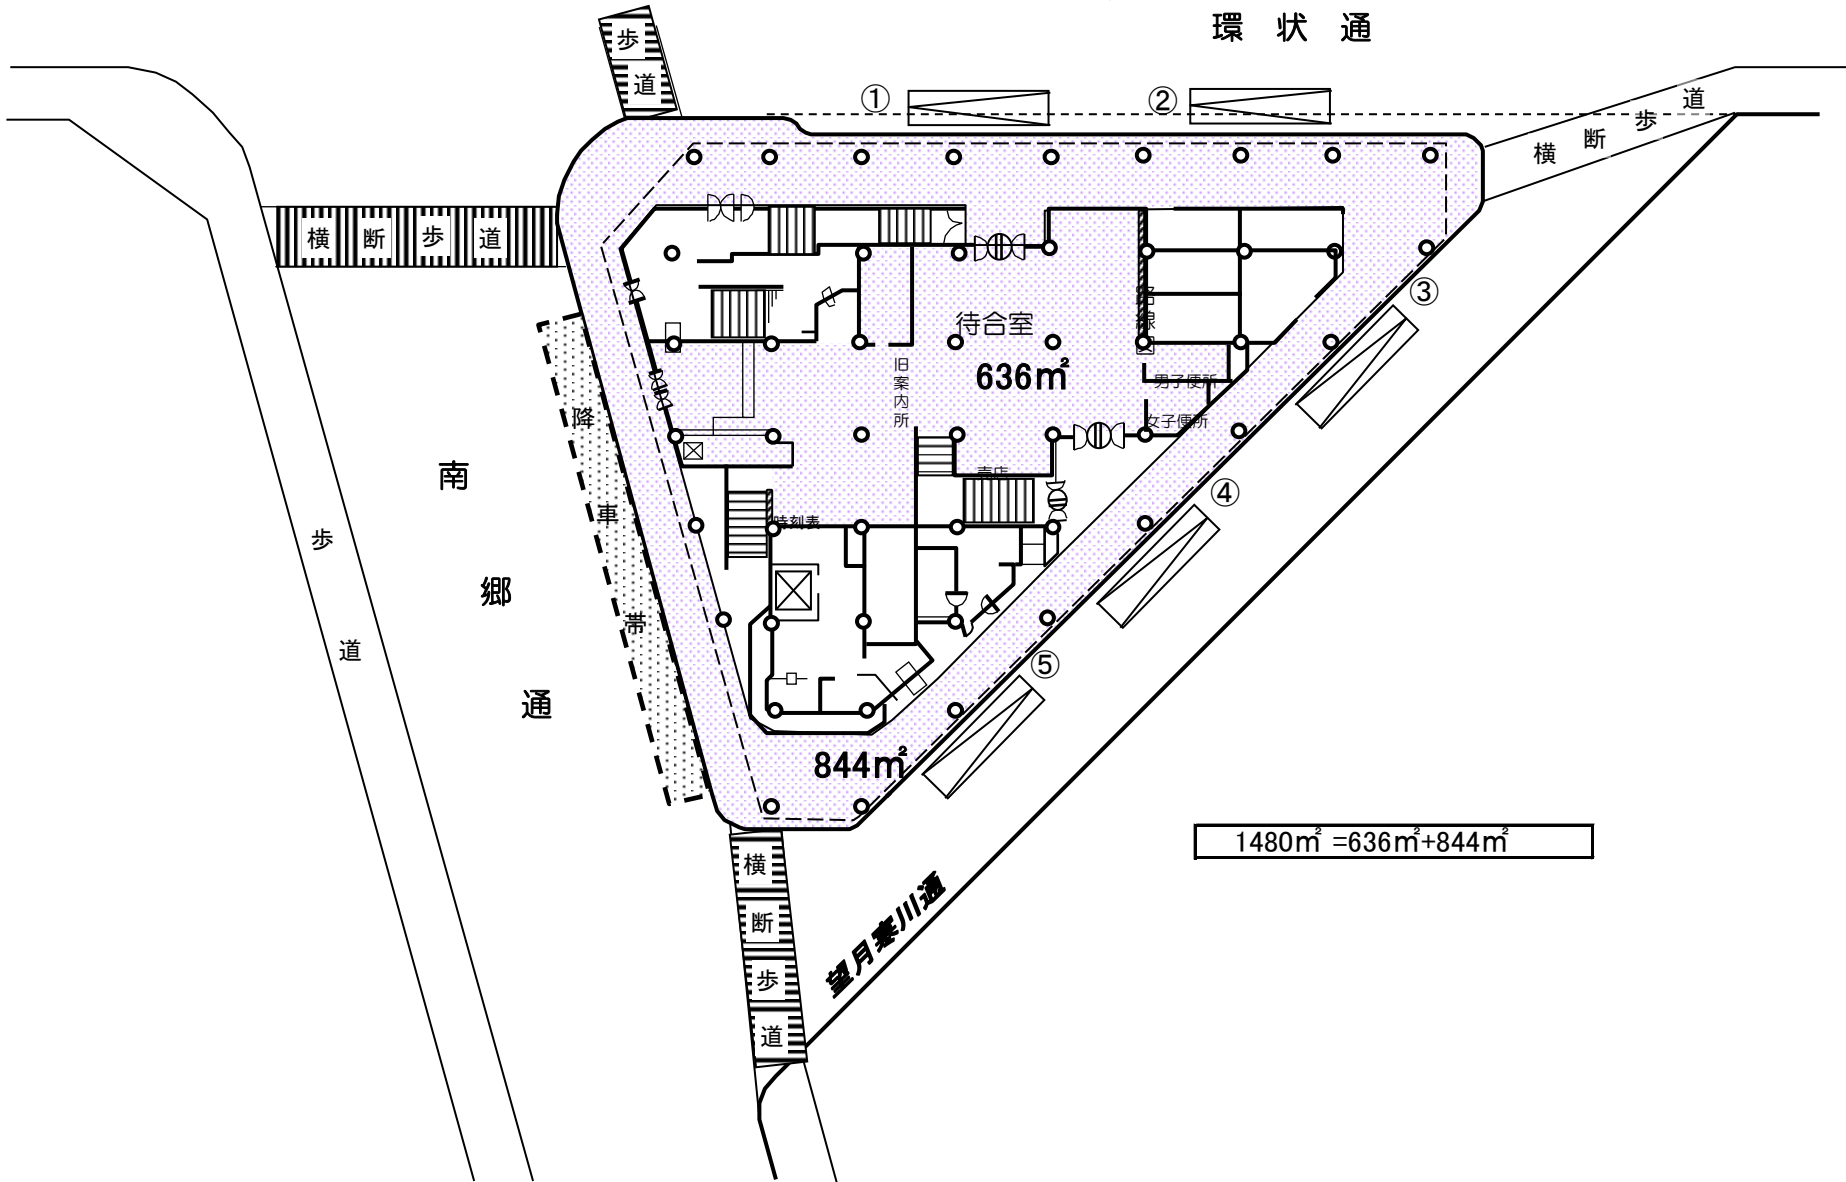 環状通
歩道
①
②
横断歩道
横断歩道
③
路線図
待合室
636㎡
旧案内所
男子便所
女子便所
降車帯
南郷通
売店
④
時刻表
歩道
⑤
844㎡
1480㎡ =636㎡+844㎡
横断歩道
望月寒川通